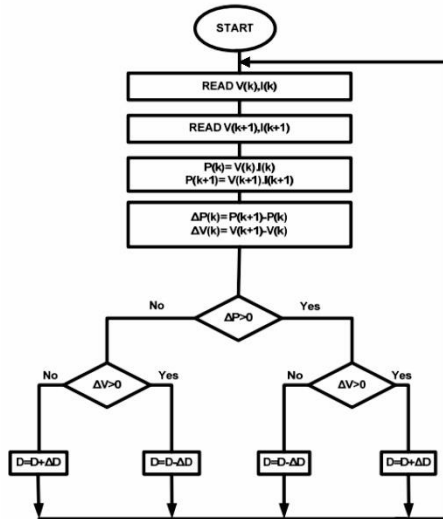 START
READ V(k),I(k)
READ V(k+1),I(k+1)
P(k)= V(k).I(k)
P(k+1)= V(k+1).I(k+1)
ΔP(k)= P(k+1)-P(k)
ΔV(k)= V(k+1)-V(k)
No
ΔP>0
Yes
No
ΔV>0
Yes
No
ΔV>0
Yes
D=D+ΔD
D=D-ΔD
D=D-ΔD
D=D+ΔD